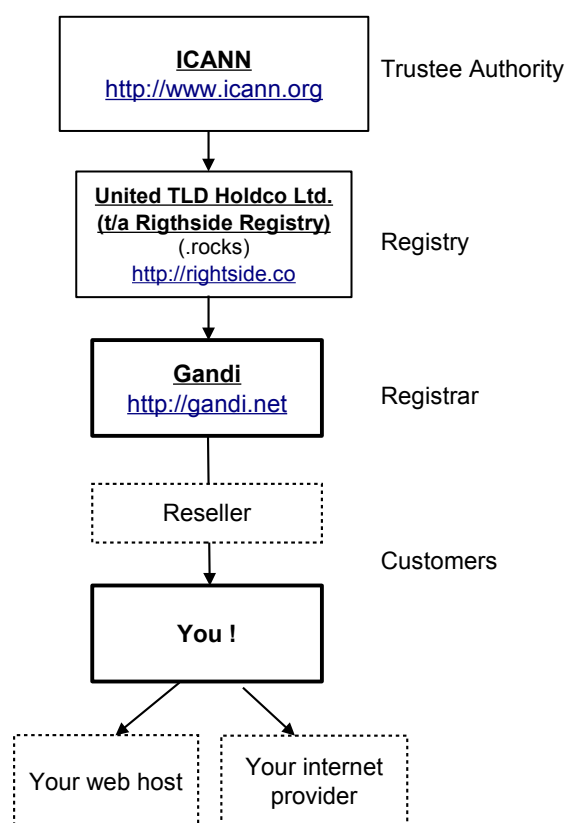 ICANN
http://www.icann.org
Trustee Authority
United TLD Holdco Ltd.
(t/a Rigthside Registry)
(.rocks)
http://rightside.co
Registry
Gandi
http://gandi.net
Registrar
Reseller
Customers
You !
Your web host
Your internet
provider